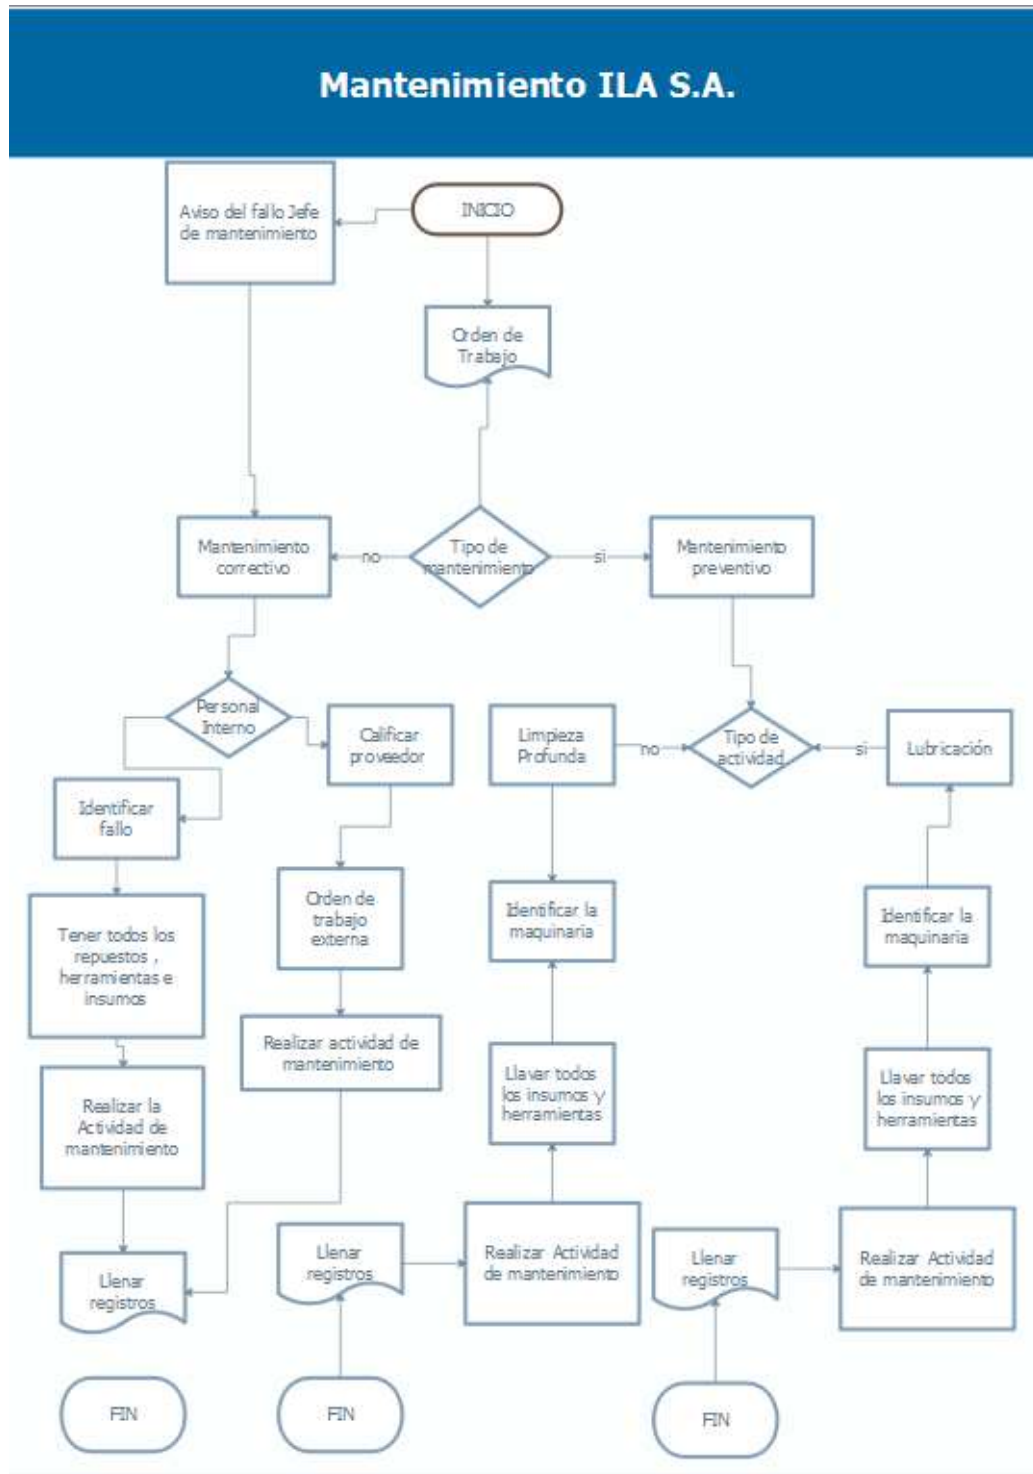 Mantenimiento ILA S.A.
INICIO
Aviso del fallo Jefe
de mantenimiento
Orden de
Trabajo
Mantenimiento
correctivo
no
Tipo de
mantenimiento
si
Mantenimiento
preventivo
Personal
Interno
Calificar
proveedor
Limpieza
Profunda
no
Tipo de
actividad
si
Lubricación
Identificar
fallo
Orden de
trabajo
externa
Identificar la
maquinaria
Identificar la
maquinaria
Tener todos los
repuestos ,
herramientas e
insumos
Realizar actividad de
mantenimiento
Llavar todos
los insumos y
herramientas
Llavar todos
los insumos y
herramientas
Realizar la
Actividad de
mantenimiento
Llenar
registros
Llenar
registros
Realizar Actividad
de mantenimiento
Llenar
registros
Realizar Actividad
de mantenimiento
FIN
FIN
FIN